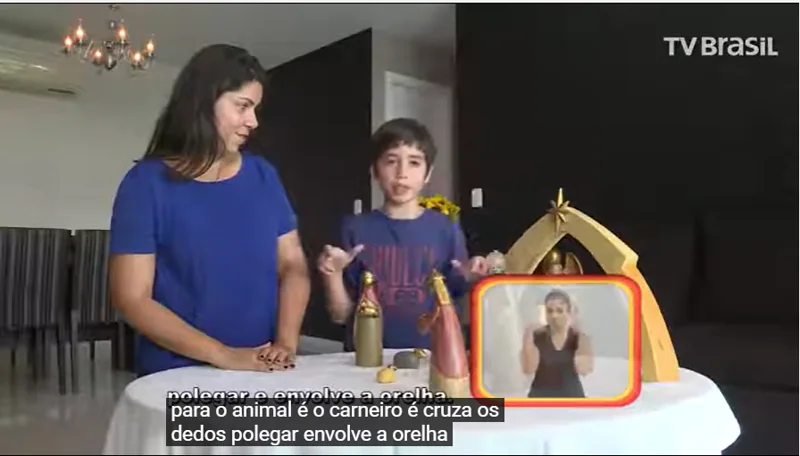 TV BRASIL
polegar e envolve a orelha.
para o animal é o carneiro é cruza os
dedos polegar envolve a orelha